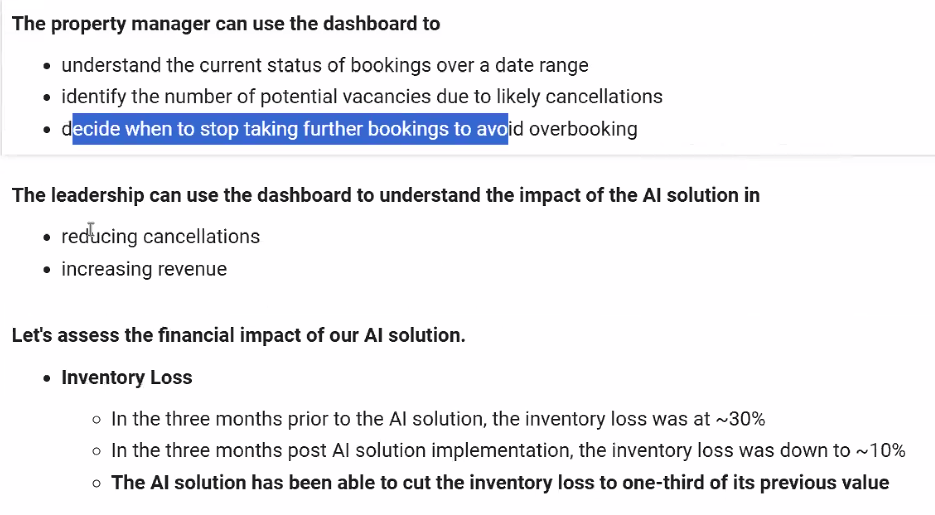 The property manager can use the dashboard to
understand the current status of bookings over a date range
identify the number of potential vacancies due to likely cancellations
decide when to stop taking further bookings to avoid overbooking
The leadership can use the dashboard to understand the impact of the AI solution in
reducing cancellations
increasing revenue
Let's assess the financial impact of our AI solution.
Inventory Loss
In the three months prior to the AI solution, the inventory loss was at ~30%
In the three months post AI solution implementation, the inventory loss was down to ~10%
The AI solution has been able to cut the inventory loss to one-third of its previous value